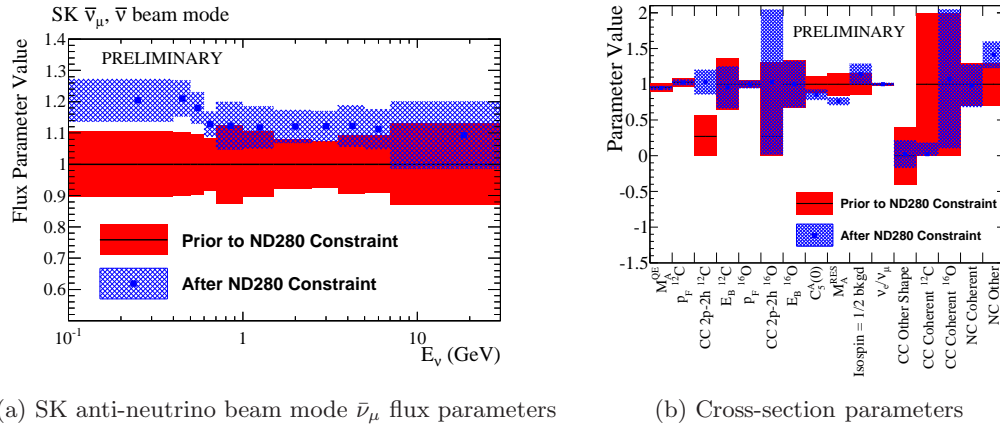 SK ν̄μ, ν̄ beam mode
PRELIMINARY
Flux Parameter Value
1.4
1.3
1.2
1.1
1
0.9
0.8
0.7
0.6
Prior to ND280 Constraint
After ND280 Constraint
10⁻¹
1
10
Eν (GeV)
(a) SK anti-neutrino beam mode ν̄μ flux parameters
PRELIMINARY
Parameter Value
2
1.5
1
0.5
0
-0.5
-1
-1.5
Prior to ND280 Constraint
After ND280 Constraint
M_A^QE
p_F ¹²C
CC 2p-2h ¹²C
E_B ¹²C
p_F ¹⁶O
CC 2p-2h ¹⁶O
E_B ¹⁶O
C_5^A(0)
M_A^RES
Isospin = 1/2 bkgd
νe/νμ
CC Other Shape
CC Coherent ¹²C
CC Coherent ¹⁶O
NC Coherent
NC Other
(b) Cross-section parameters